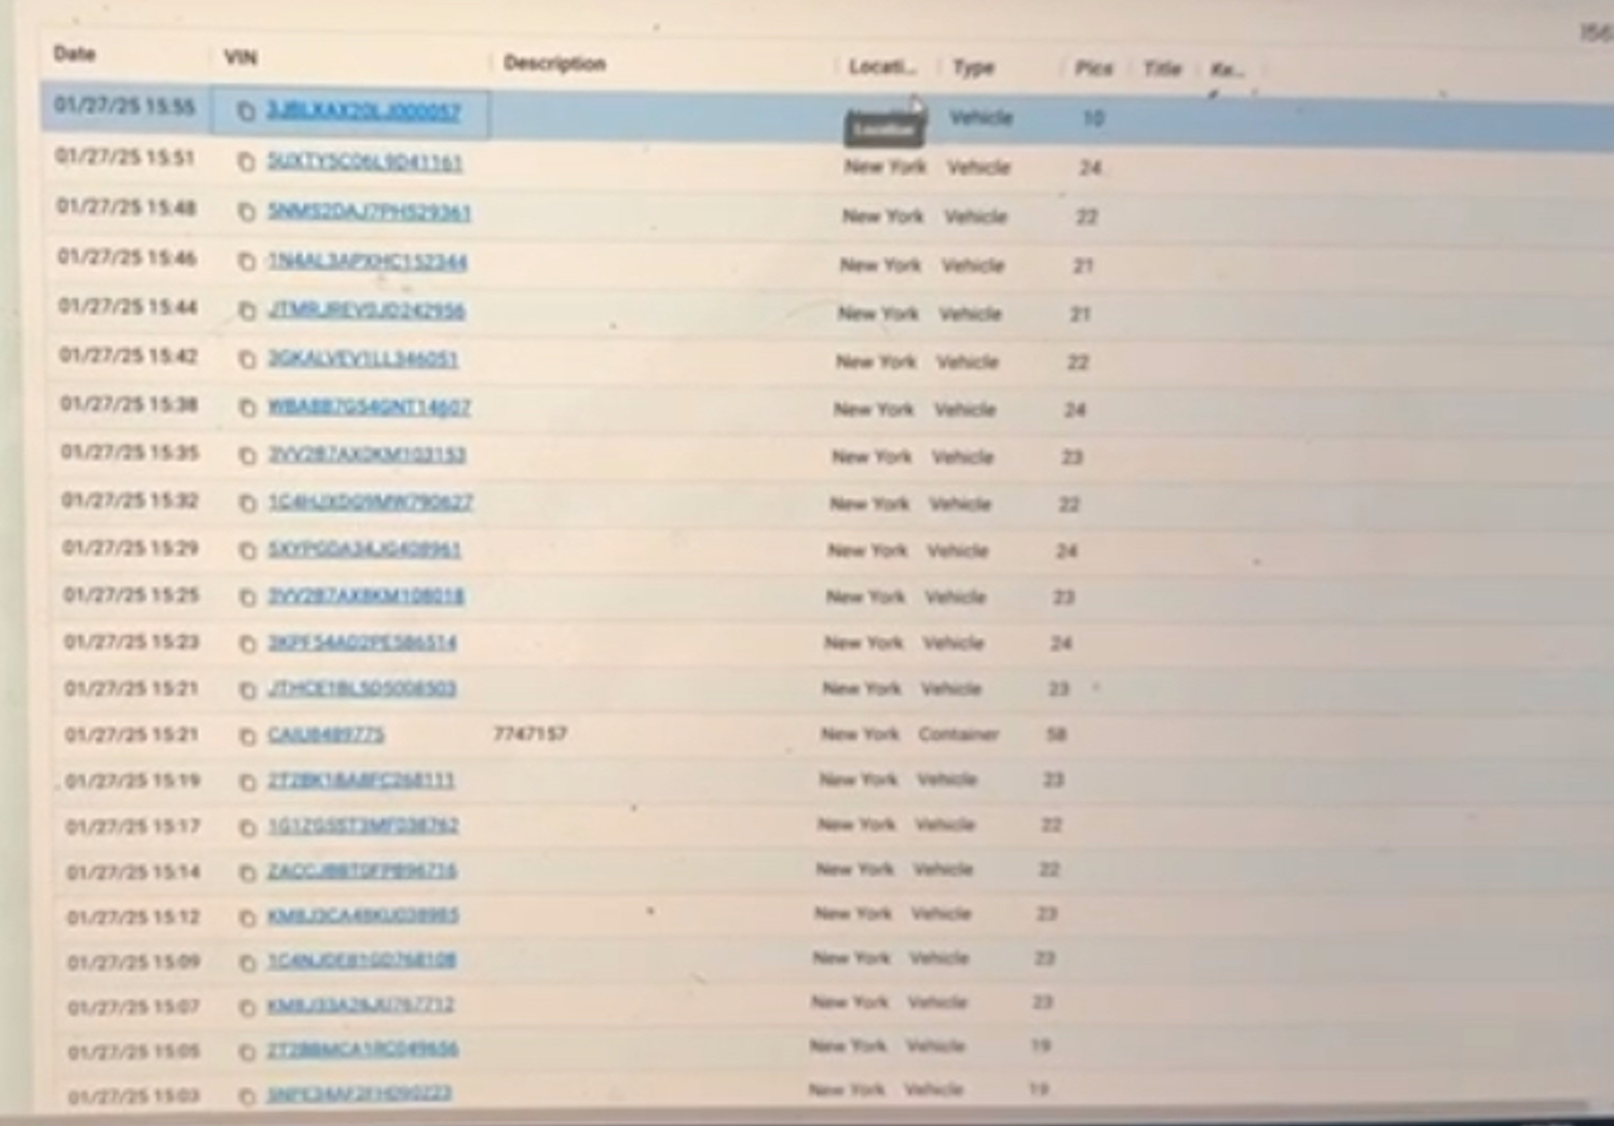 156
Date VIN Description Locati... Type Pics Title Ke...
01/27/25 15:55 3JBLXAX20LJ000057 Vehicle 10
Location
01/27/25 15:51 5UXTY5C06L9D41161 New York Vehicle 24
01/27/25 15:48 5NMS2DAJ7PH529361 New York Vehicle 22
01/27/25 15:46 1N4AL3APXHC152344 New York Vehicle 21
01/27/25 15:44 JTMRJREV0JD242956 New York Vehicle 21
01/27/25 15:42 3GKALVEV1LL346051 New York Vehicle 22
01/27/25 15:38 New York Vehicle 24
01/27/25 15:35 3VV2B7AX0KM103153 New York Vehicle 23
01/27/25 15:32 1C4HJXDG9MW790627 New York Vehicle 22
01/27/25 15:29 5XYPGDA34JG408961 New York Vehicle 24
01/27/25 15:25 3VV2B7AX8KM108018 New York Vehicle 23
01/27/25 15:23 3KPF54AD2PE586514 New York Vehicle 24
01/27/25 15:21 JTHCE1BL5D5008503 New York Vehicle 23
01/27/25 15:21 CAIU8489775 7747157 New York Container 58
01/27/25 15:19 2T2BK1BA8FC268111 New York Vehicle 23
01/27/25 15:17 1G1ZG5ST3MF038762 New York Vehicle 22
01/27/25 15:14 New York Vehicle 22
01/27/25 15:12 KM8J3CA48KU038985 New York Vehicle 23
01/27/25 15:09 1C4NJDEB1GD768108 New York Vehicle 23
01/27/25 15:07 KM8J33A26JU767712 New York Vehicle 23
01/27/25 15:05 New York Vehicle 19
01/27/25 15:03 New York Vehicle 19